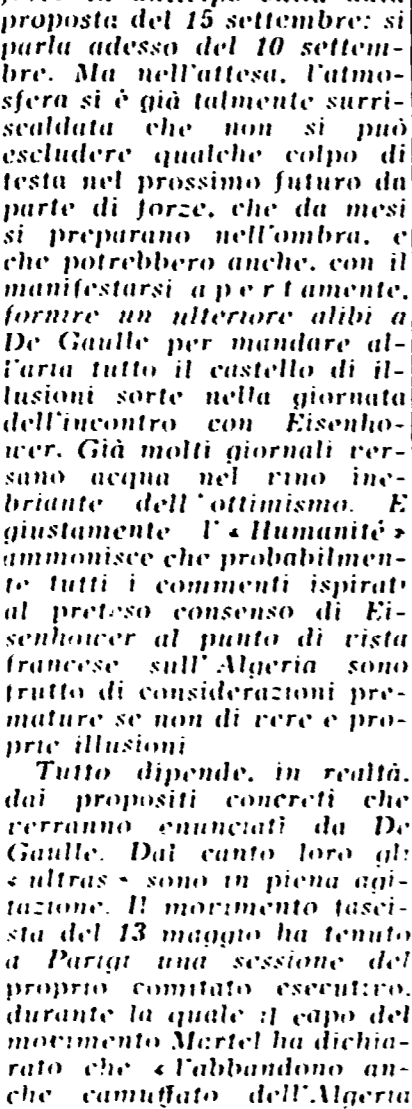 proposta del 15 settembre: si
parla adesso del 10 settem-
bre. Ma nell'attesa, l'atmo-
sfera si è già talmente surri-
scaldata che non si può
escludere qualche colpo di
testa nel prossimo futuro da
parte di forze, che da mesi
si preparano nell'ombra, e
che potrebbero anche, con il
manifestarsi apertamente,
fornire un ulteriore alibi a
De Gaulle per mandare al-
l'aria tutto il castello di il-
lusioni sorte nella giornata
dell'incontro con Eisenho-
wer. Già molti giornali ver-
sano acqua nel vino ine-
briante dell'ottimismo. E
giustamente l'« Humanité »
ammonisce che probabilmen-
te tutti i commenti ispirati
al preteso consenso di Ei-
senhower al punto di vista
francese sull'Algeria sono
frutto di considerazioni pre-
mature se non di vere e pro-
prie illusioni
Tutto dipende, in realtà,
dai propositi concreti che
verranno enunciati da De
Gaulle. Dal canto loro gli
« ultras » sono in piena agi-
tazione. Il movimento fasci-
sta del 13 maggio ha tenuto
a Parigi una sessione del
proprio comitato esecutivo,
durante la quale il capo del
movimento Martel ha dichia-
rato che « l'abbandono an-
che camuffato dell'Algeria